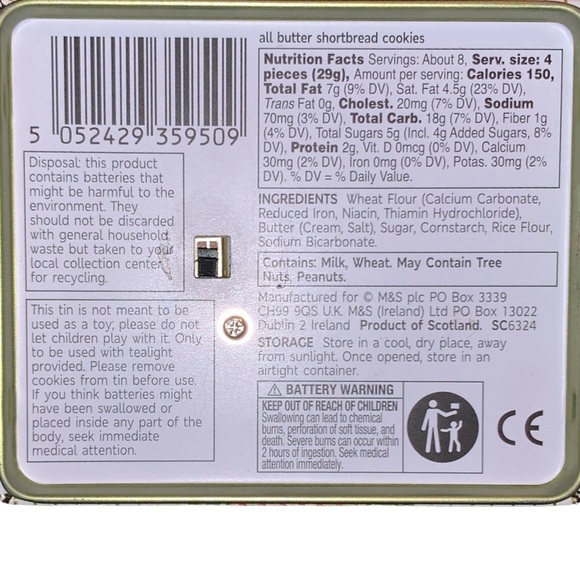 all butter shortbread cookies
Nutrition Facts Servings: About 8, Serv. size: 4
pieces (29g), Amount per serving: Calories 150,
Total Fat 7g (9% DV), Sat. Fat 4.5g (23% DV),
Trans Fat 0g, Cholest. 20mg (7% DV), Sodium
70mg (3% DV), Total Carb. 18g (7% DV), Fiber 1g
(4% DV), Total Sugars 5g (Incl. 4g Added Sugars, 8%
DV), Protein 2g, Vit. D 0mcg (0% DV), Calcium
30mg (2% DV), Iron 0mg (0% DV), Potas. 30mg (2%
DV). % DV = % Daily Value.
5 052429 359509
Disposal: this product
contains batteries that
might be harmful to the
environment. They
should not be discarded
with general household
waste but taken to your
local collection center
for recycling.
INGREDIENTS Wheat Flour (Calcium Carbonate,
Reduced Iron, Niacin, Thiamin Hydrochloride),
Butter (Cream, Salt), Sugar, Cornstarch, Rice Flour,
Sodium Bicarbonate.
Contains: Milk, Wheat. May Contain Tree
Nuts, Peanuts.
Manufactured for © M&S plc PO Box 3339
CH99 9QS U.K. M&S (Ireland) Ltd PO Box 13022
Dublin 2 Ireland Product of Scotland. SC6324
STORAGE Store in a cool, dry place, away
from sunlight. Once opened, store in an
airtight container.
This tin is not meant to be
used as a toy; please do not
let children play with it. Only
to be used with tealight
provided. Please remove
cookies from tin before use.
If you think batteries might
have been swallowed or
placed inside any part of the
body, seek immediate
medical attention.
BATTERY WARNING
KEEP OUT OF REACH OF CHILDREN
Swallowing can lead to chemical
burns, perforation of soft tissue, and
death. Severe burns can occur within
2 hours of ingestion. Seek medical
attention immediately.
CE